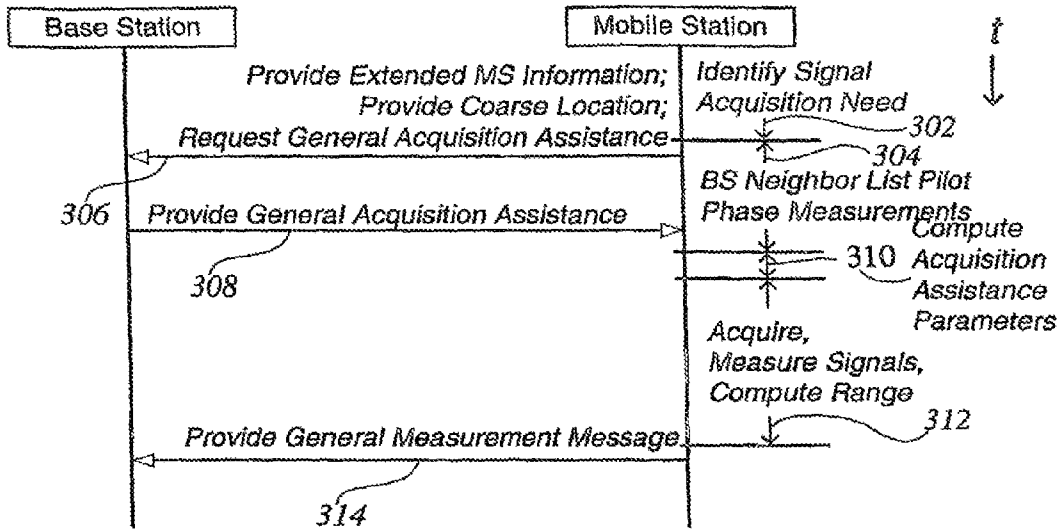 Base Station
Mobile Station
t
Provide Extended MS Information;
Provide Coarse Location;
Request General Acquisition Assistance
Identify Signal
Acquisition Need
302
304
306
BS Neighbor List Pilot
Phase Measurements
Provide General Acquisition Assistance
308
310
Compute
Acquisition
Assistance
Parameters
Acquire,
Measure Signals,
Compute Range
312
Provide General Measurement Message
314